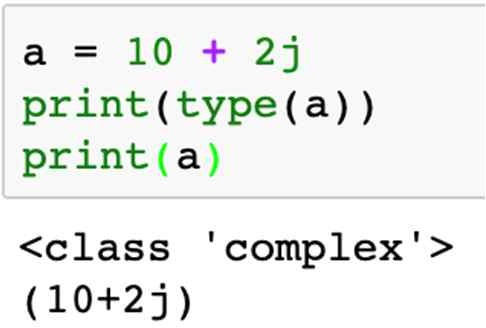 a = 10 + 2j
print(type(a))
print(a)
<class 'complex'>
(10+2j)